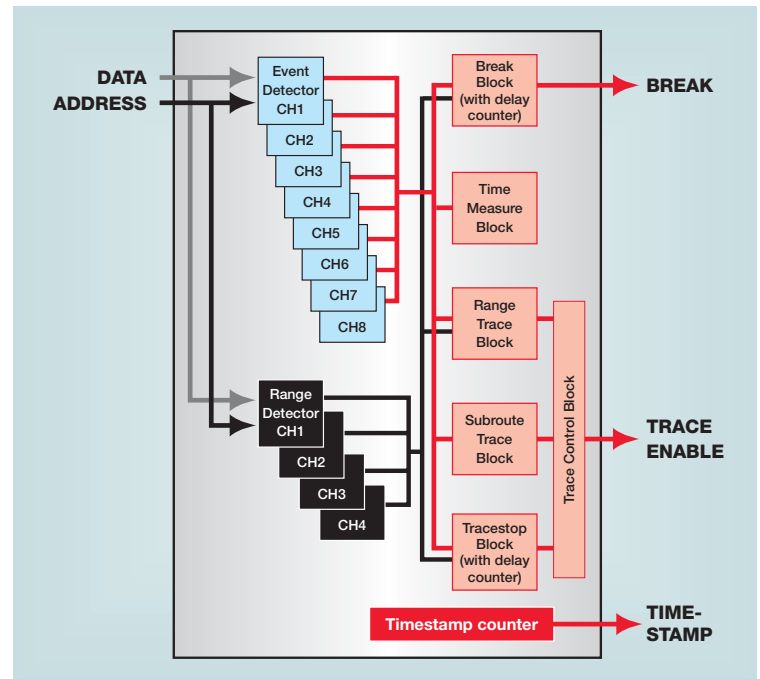 DATA
ADDRESS
Event
Detector
CH1
CH2
CH3
CH4
CH5
CH6
CH7
CH8
Range
Detector
CH1
CH2
CH3
CH4
Break
Block
(with delay
counter)
Time
Measure
Block
Range
Trace
Block
Subroute
Trace
Block
Tracestop
Block
(with delay
counter)
Trace Control Block
Timestamp counter
BREAK
TRACE
ENABLE
TIME-
STAMP